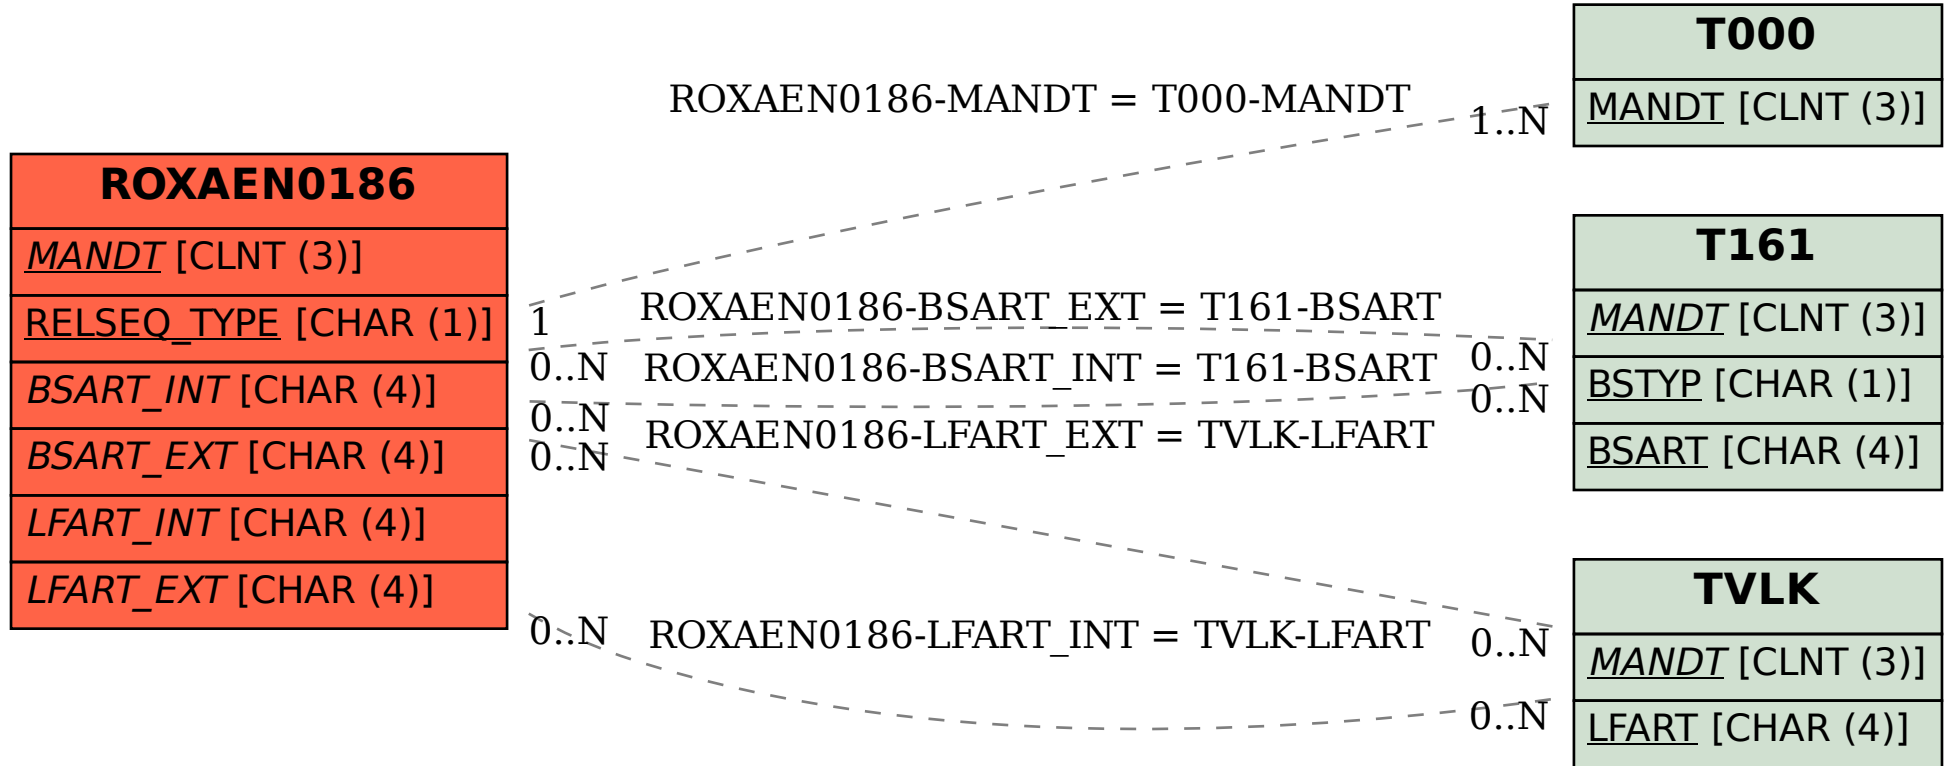 ROXAEN0186
MANDT [CLNT (3)]
RELSEQ_TYPE [CHAR (1)]
BSART_INT [CHAR (4)]
BSART_EXT [CHAR (4)]
LFART_INT [CHAR (4)]
LFART_EXT [CHAR (4)]
ROXAEN0186-MANDT = T000-MANDT
1..N
1
ROXAEN0186-BSART_EXT = T161-BSART
0..N
0..N
ROXAEN0186-BSART_INT = T161-BSART
0..N
0..N
ROXAEN0186-LFART_EXT = TVLK-LFART
0..N
0..N
ROXAEN0186-LFART_INT = TVLK-LFART
0..N
0..N
T000
MANDT [CLNT (3)]
T161
MANDT [CLNT (3)]
BSTYP [CHAR (1)]
BSART [CHAR (4)]
TVLK
MANDT [CLNT (3)]
LFART [CHAR (4)]